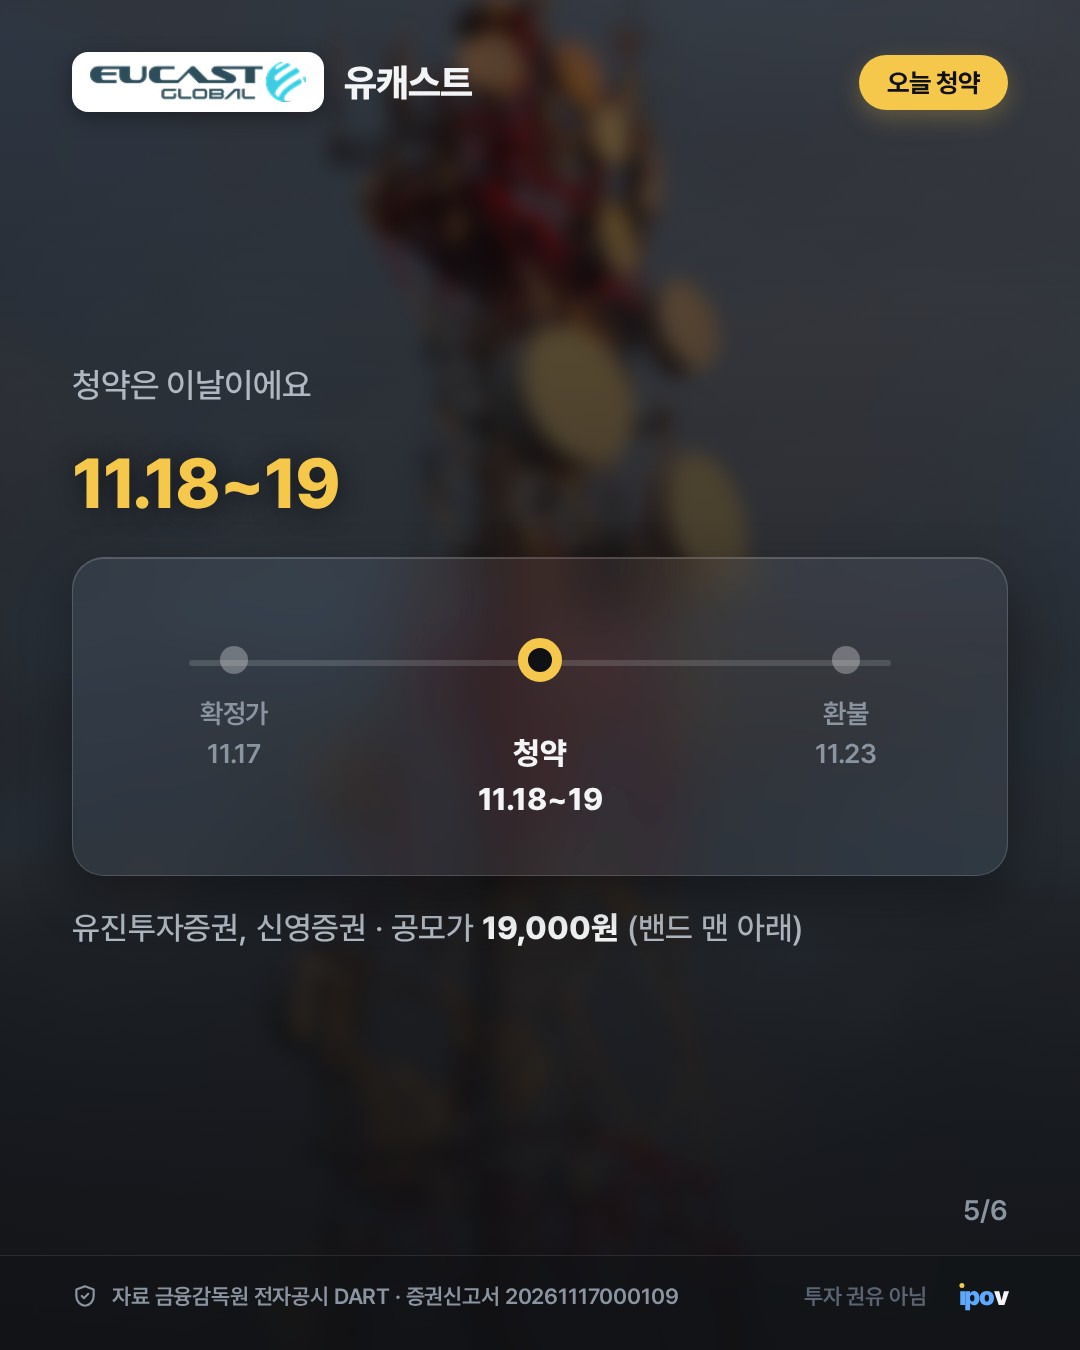 EUCAST
GLOBAL
유캐스트
오늘 청약
청약은 이날이에요
11.18~19
확정가
11.17
청약
11.18~19
환불
11.23
유진투자증권, 신영증권 · 공모가 19,000원 (밴드 맨 아래)
5/6
자료 금융감독원 전자공시 DART · 증권신고서 20261117000109
투자 권유 아님
ipov